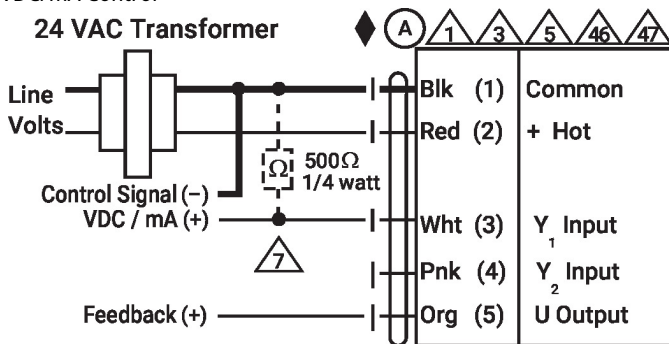 24 VAC Transformer
A 1 3 5 46 47
Line
Volts
Blk (1) Common
Red (2) + Hot
Ω 500Ω
1/4 watt
Control Signal (−)
VDC / mA (+)
Wht (3) Y1 Input
7
Pnk (4) Y2 Input
Feedback (+)
Org (5) U Output